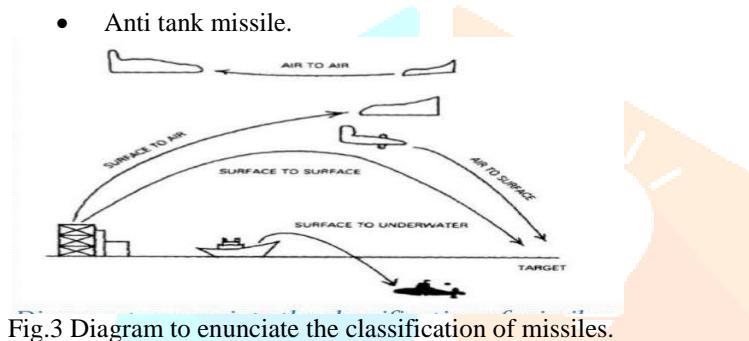 • Anti tank missile.
AIR TO AIR
SURFACE TO AIR
SURFACE TO SURFACE
AIR TO SURFACE
SURFACE TO UNDERWATER
TARGET
Fig.3 Diagram to enunciate the classification of missiles.